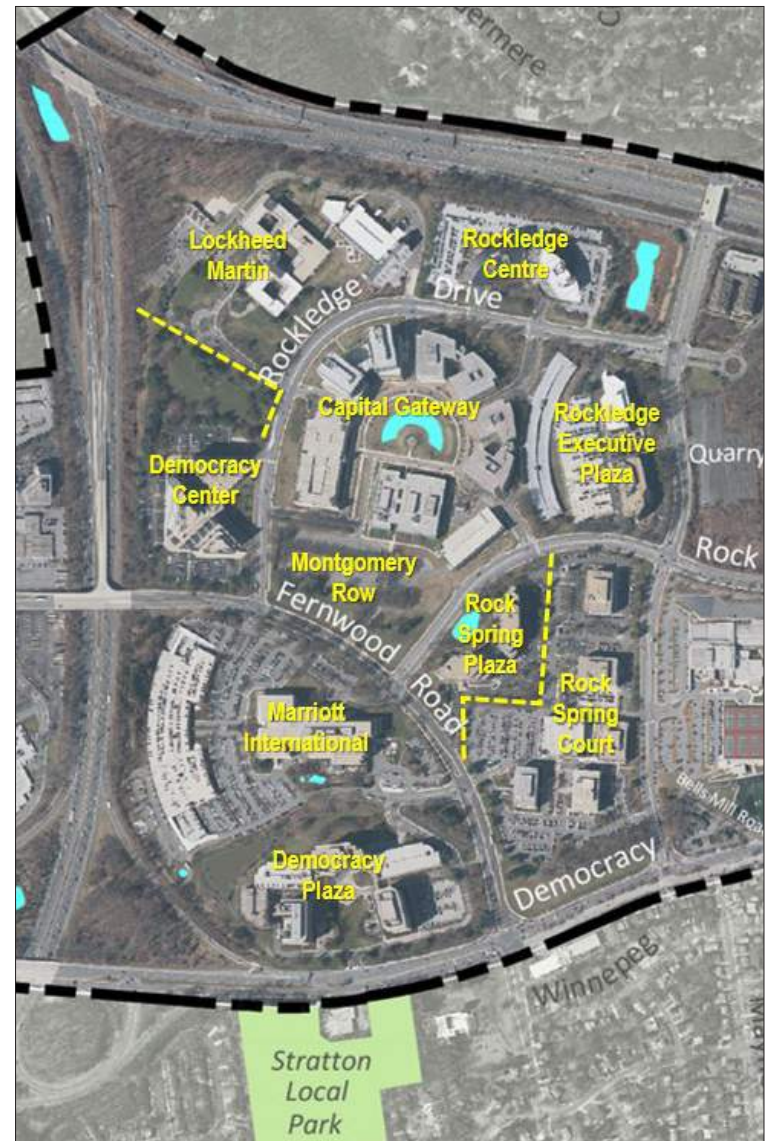 Lockheed
Martin
Rockledge
Centre
Rockledge
Drive
Capital Gateway
Rockledge
Executive
Plaza
Democracy
Center
Quarry
Rock
Montgomery
Row
Fernwood
Road
Rock
Spring
Plaza
Rock
Spring
Court
Marriott
International
Bells Mill Road
Democracy
Plaza
Democracy
Winnepeg
Stratton
Local
Park